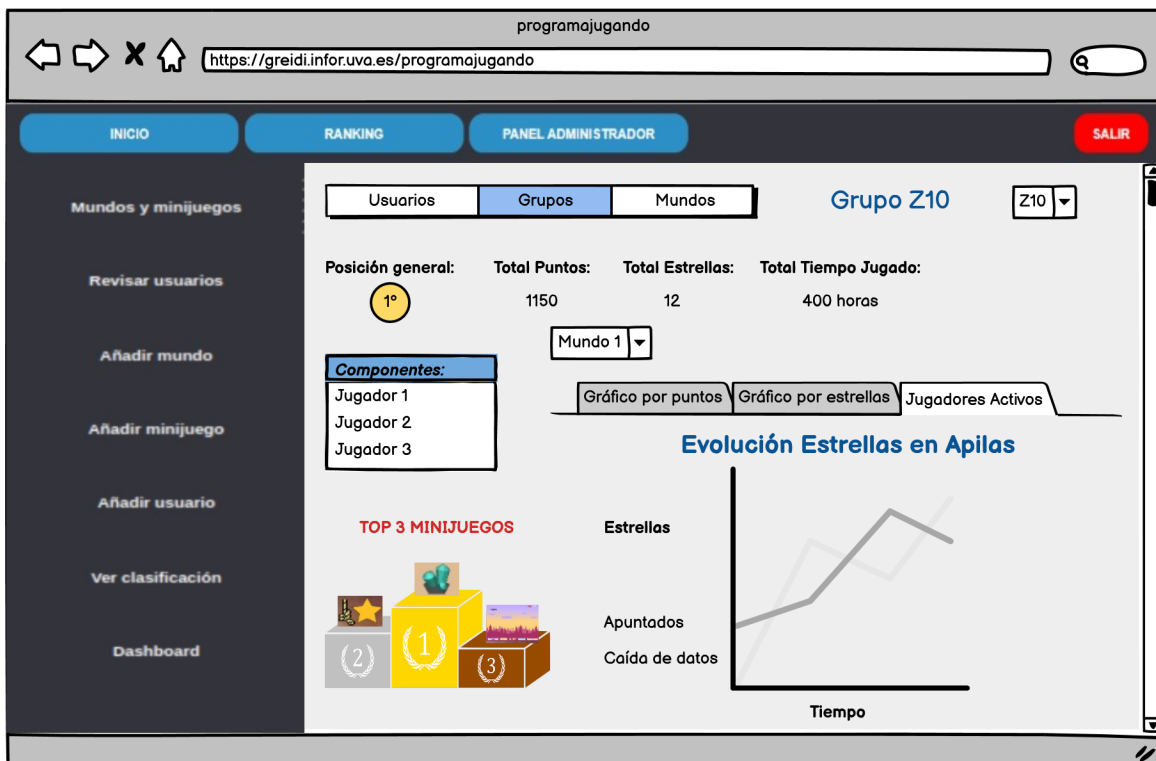 programajugando
https://greidi.infor.uva.es/programajugando
INICIO
RANKING
PANEL ADMINISTRADOR
SALIR
Mundos y minijuegos
Revisar usuarios
Añadir mundo
Añadir minijuego
Añadir usuario
Ver clasificación
Dashboard
Usuarios
Grupos
Mundos
Grupo Z10
Z10
Posición general:
Total Puntos:
Total Estrellas:
Total Tiempo Jugado:
1º
1150
12
400 horas
Mundo 1
Componentes:
Jugador 1
Jugador 2
Jugador 3
Gráfico por puntos
Gráfico por estrellas
Jugadores Activos
Evolución Estrellas en Apilas
TOP 3 MINIJUEGOS
(2)
(1)
(3)
Estrellas
Apuntados
Caída de datos
Tiempo